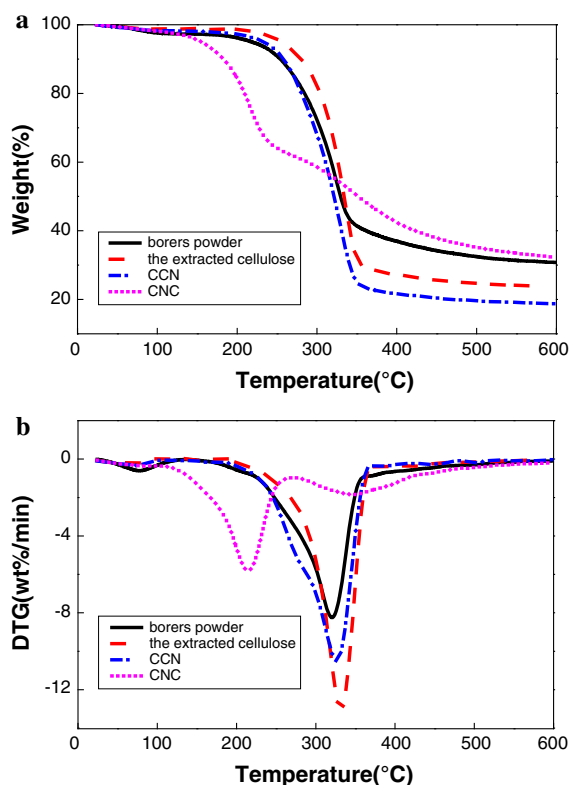 a
100
80
60
40
20
Weight(%)
borers powder
the extracted cellulose
CCN
CNC
0 100 200 300 400 500 600
Temperature(°C)
b
0
-4
-8
-12
DTG(wt%/min)
borers powder
the extracted cellulose
CCN
CNC
0 100 200 300 400 500 600
Temperature(°C)